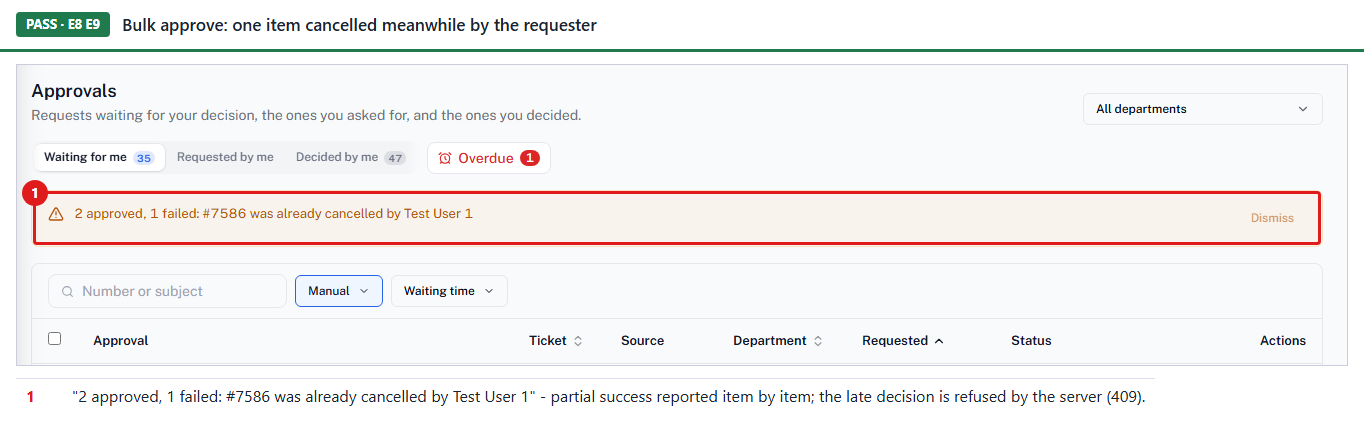 PASS · E8 E9 Bulk approve: one item cancelled meanwhile by the requester
Approvals
Requests waiting for your decision, the ones you asked for, and the ones you decided.
All departments
Waiting for me 35 Requested by me Decided by me 47 Overdue 1
1
2 approved, 1 failed: #7586 was already cancelled by Test User 1
Dismiss
Number or subject Manual Waiting time
Approval Ticket Source Department Requested Status Actions
1 "2 approved, 1 failed: #7586 was already cancelled by Test User 1" - partial success reported item by item; the late decision is refused by the server (409).